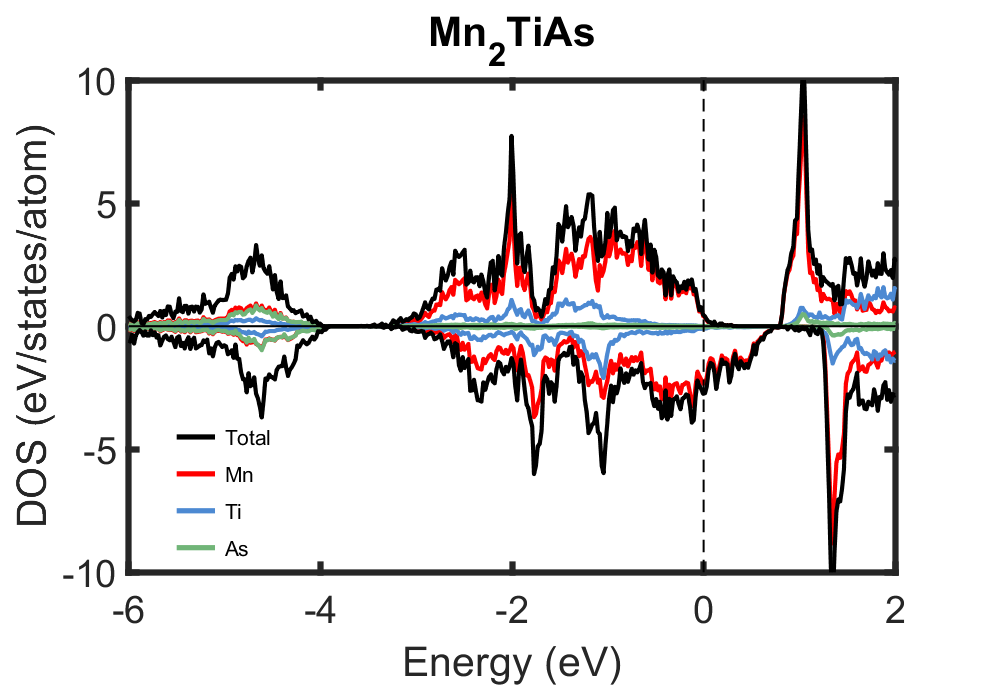 Mn2TiAs
10
5
0
-5
-10
DOS (eV/states/atom)
Total
Mn
Ti
As
-6 -4 -2 0 2
Energy (eV)